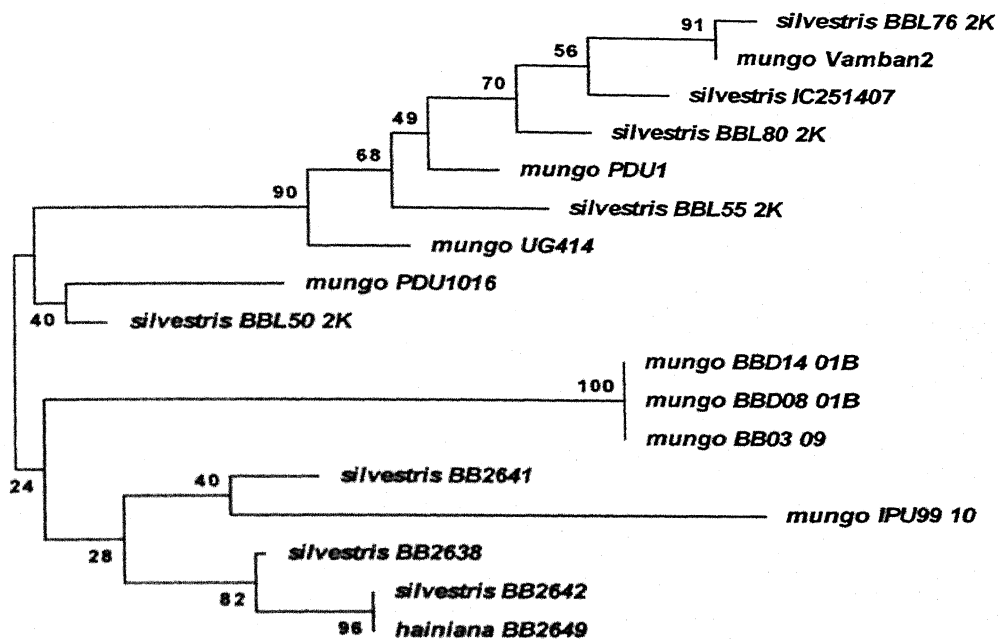 91 silvestris BBL76 2K
56 mungo Vamban2
70 silvestris IC251407
49 silvestris BBL80 2K
68 mungo PDU1
90 silvestris BBL55 2K
mungo UG414
mungo PDU1016
40 silvestris BBL50 2K
mungo BBD14 01B
100 mungo BBD08 01B
mungo BB03 09
40 silvestris BB2641
24 mungo IPU99 10
28 silvestris BB2638
82 silvestris BB2642
96 hainiana BB2649